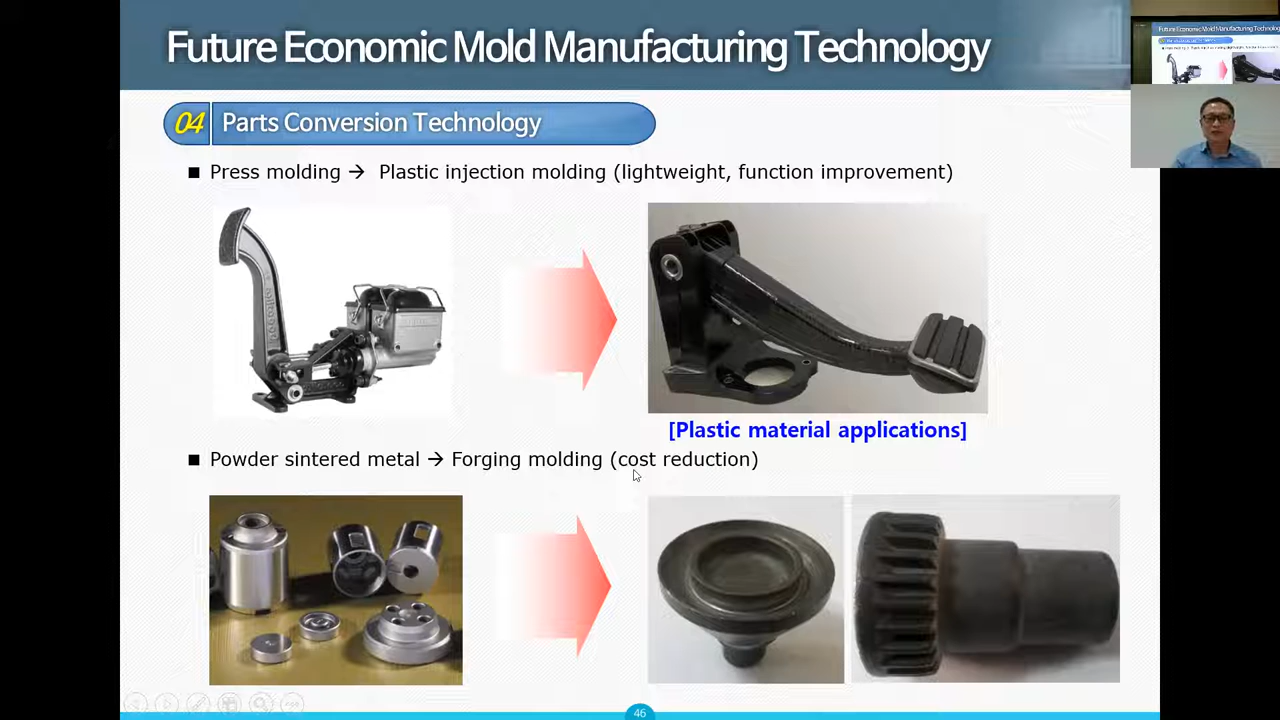 Future Economic Mold Manufacturing Technology
04 Parts Conversion Technology
■ Press molding → Plastic injection molding (lightweight, function improvement)
[Plastic material applications]
■ Powder sintered metal → Forging molding (cost reduction)
46